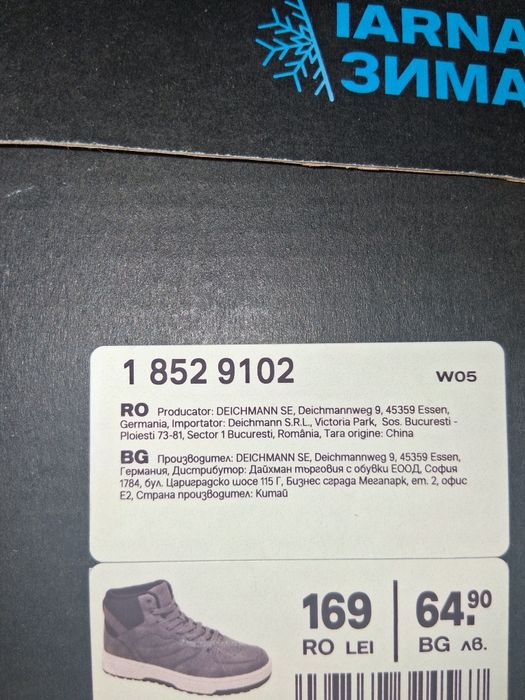 IARNA
ЗИМА
1 852 9102
W05
RO Producator: DEICHMANN SE, Deichmannweg 9, 45359 Essen,
Germania, Importator: Deichmann S.R.L., Victoria Park, Sos. Bucuresti -
Ploiesti 73-81, Sector 1 Bucuresti, România, Tara origine: China
BG Производител: DEICHMANN SE, Deichmannweg 9, 45359 Essen,
Германия, Дистрибутор: Дайхман търговия с обувки ЕООД, София
1784, бул. Цариградско шосе 115 Г, Бизнес сграда Мегапарк, ет. 2, офис
Е2, Страна производител: Китай
169 64.90
RO LEI BG лв.